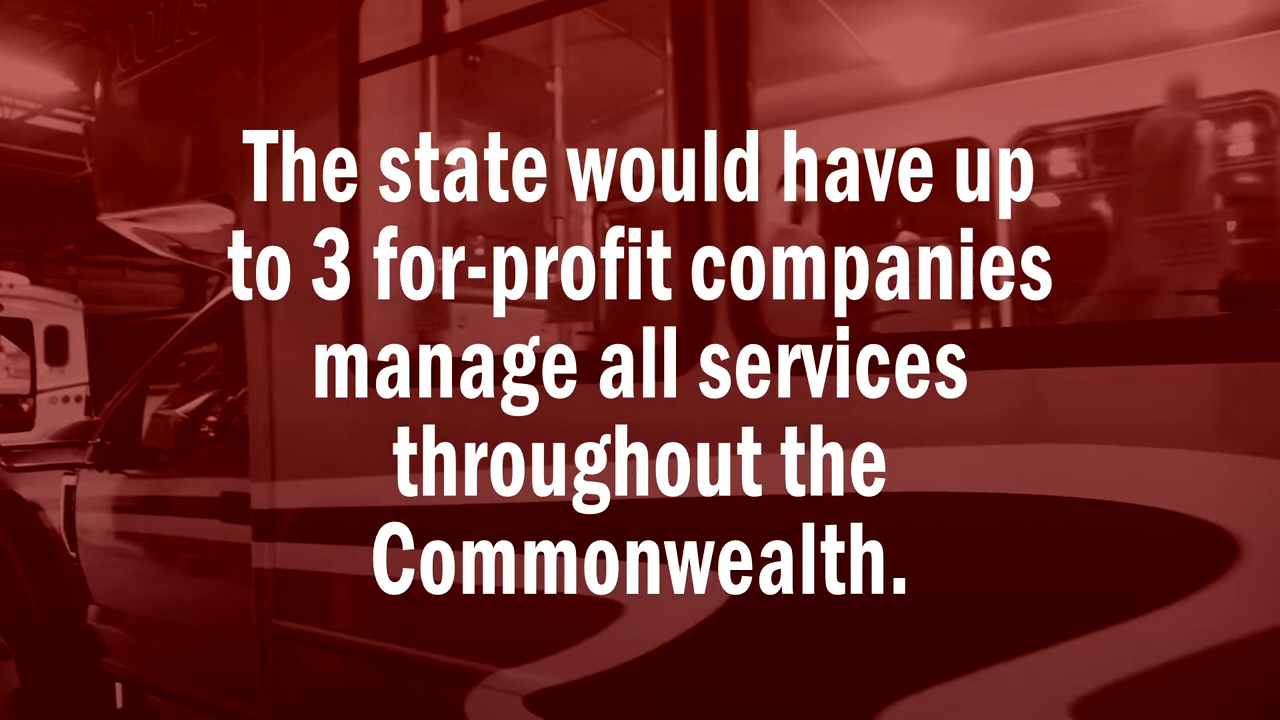 The state would have up
to 3 for-profit companies
manage all services
throughout the
Commonwealth.